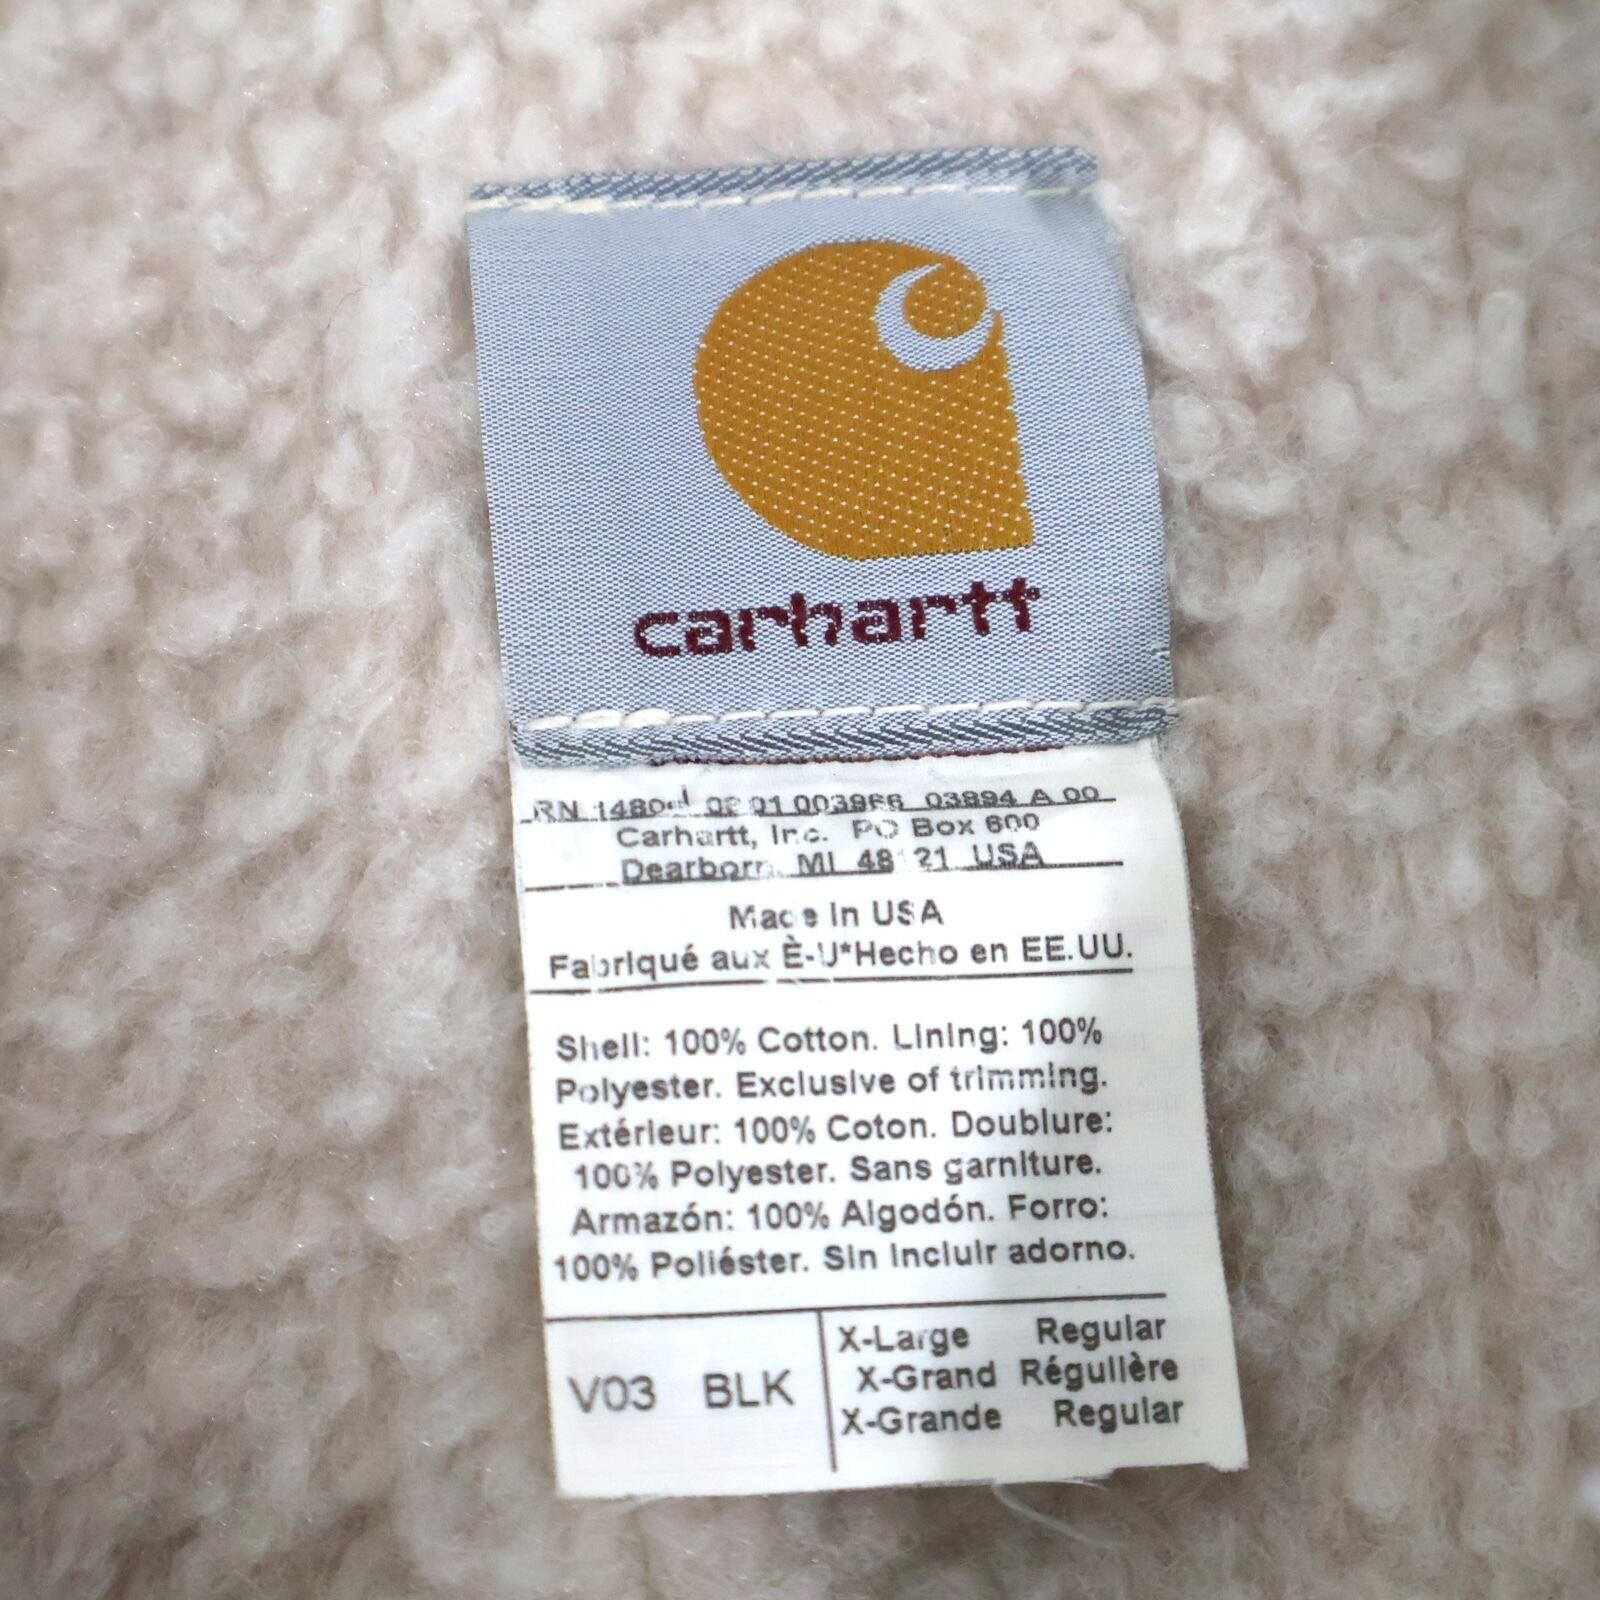 carhartt
RN 14806 02 01 003966 03894 A 00
Carhartt, Inc. PO Box 600
Dearborn, MI 48121 USA
Made in USA
Fabriqué aux È-U*Hecho en EE.UU.
Shell: 100% Cotton. Lining: 100%
Polyester. Exclusive of trimming.
Extérieur: 100% Coton. Doublure:
100% Polyester. Sans garniture.
Armazón: 100% Algodón. Forro:
100% Poliéster. Sin incluir adorno.
V03 BLK
X-Large Regular
X-Grand Régulière
X-Grande Regular